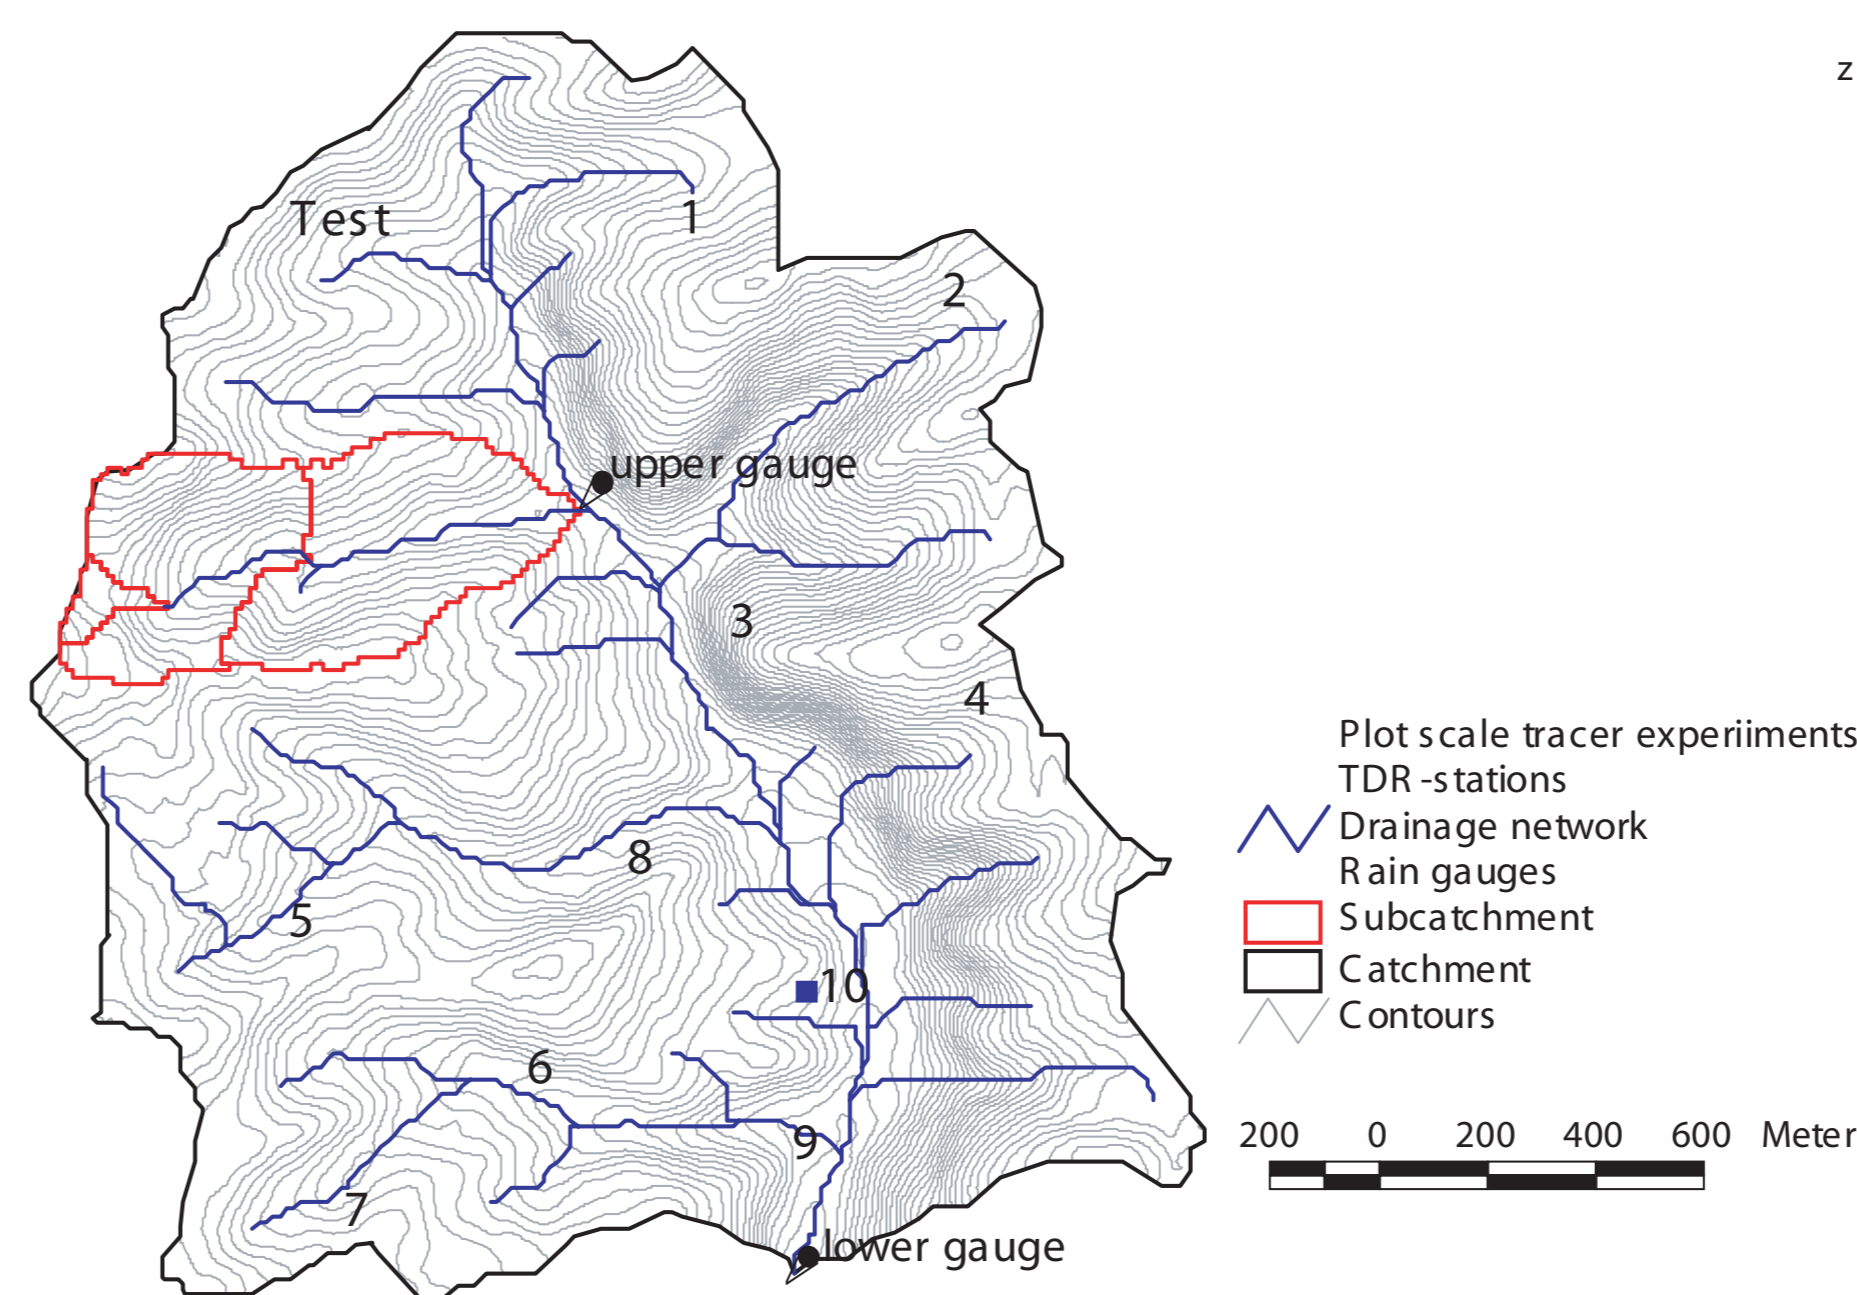 z
Test
1
2
upper gauge
3
4
Plot scale tracer experiiments
TDR-stations
Drainage network
8
Rain gauges
5
Subcatchment
Catchment
10
Contours
6
200 0 200 400 600 Meter
9
7
lower gauge